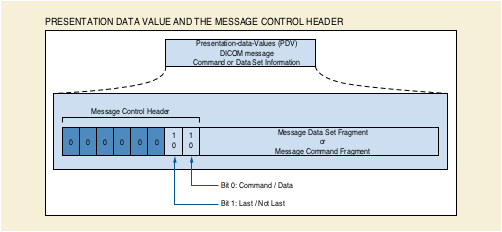 PRESENTATION DATA VALUE AND THE MESSAGE CONTROL HEADER
Presentation-data-Values (PDV)
DICOM message
Command or Data Set Information
Message Control Header
0 0 0 0 0 0 1 1
0 0
Message Data Set Fragment
or
Message Command Fragment
Bit 0: Command / Data
Bit 1: Last / Not Last